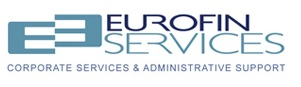 EUROFIN
SERVICES
CORPORATE SERVICES & ADMINISTRATIVE SUPPORT